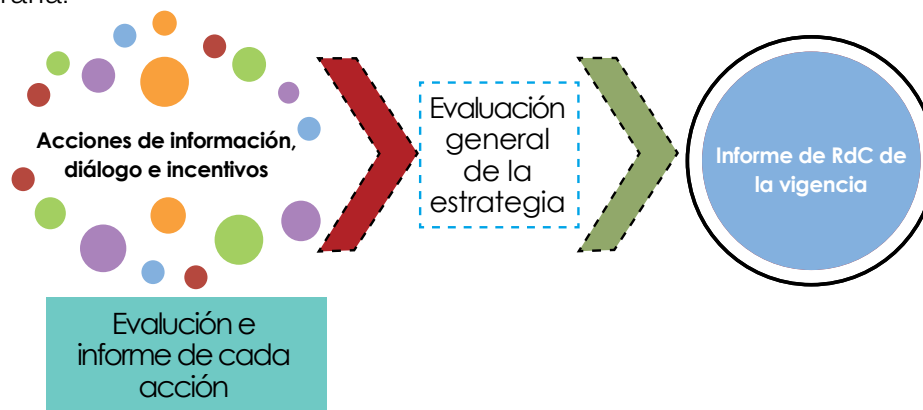 Acciones de información,
diálogo e incentivos
Evalución e
informe de cada
acción
Evaluación
general
de la
estrategia
Informe de RdC de
la vigencia